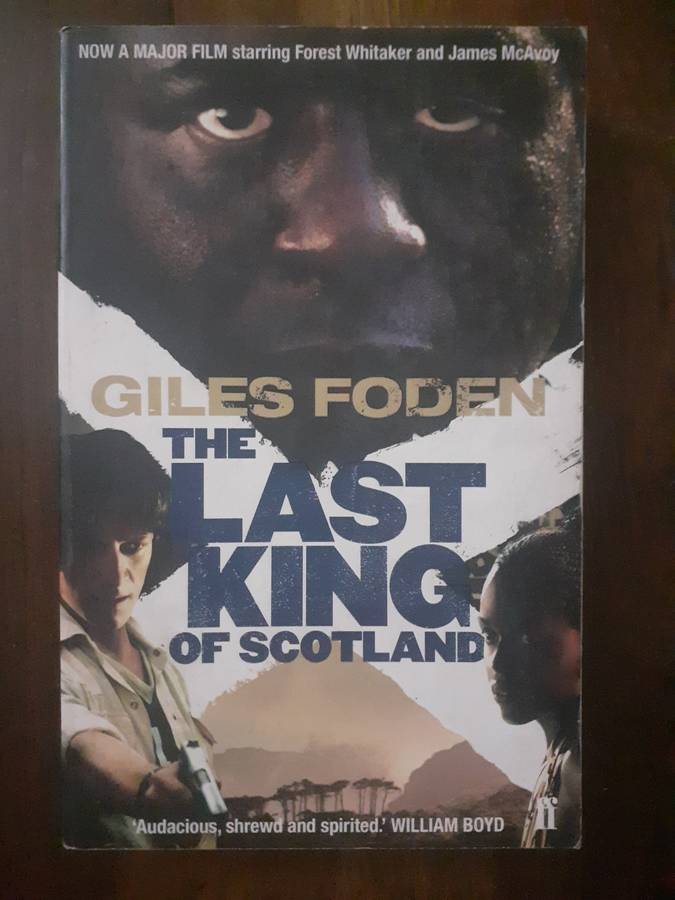 NOW A MAJOR FILM starring Forest Whitaker and James McAvoy
GILES FODEN
THE
LAST
KING
OF SCOTLAND
'Audacious, shrewd and spirited.' WILLIAM BOYD
ff